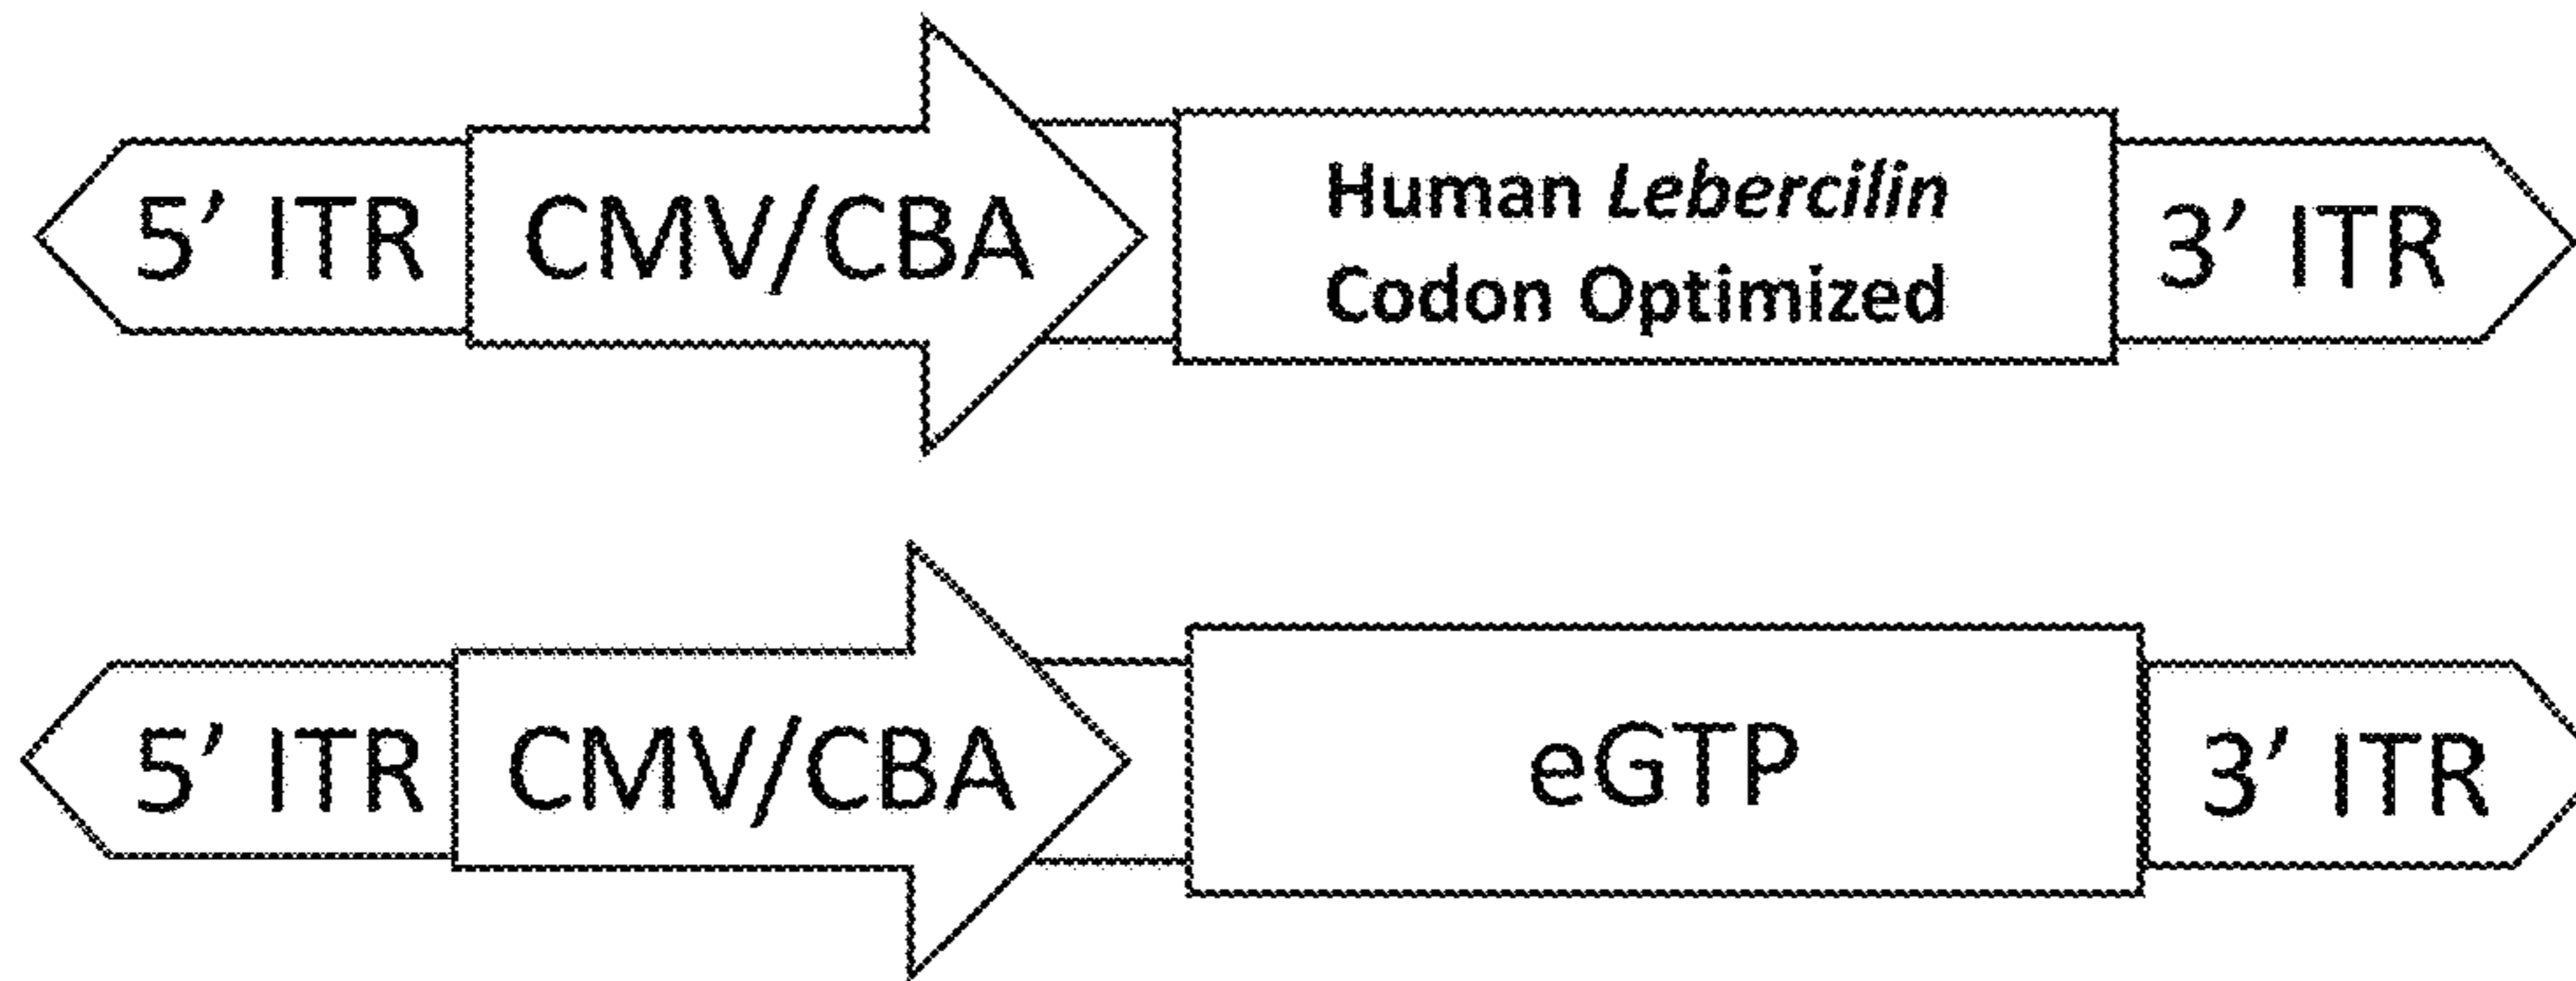 5’ ITR
CMV/CBA
Human Lebercilin
Codon Optimized
3’ ITR
5’ ITR
CMV/CBA
eGTP
3’ ITR